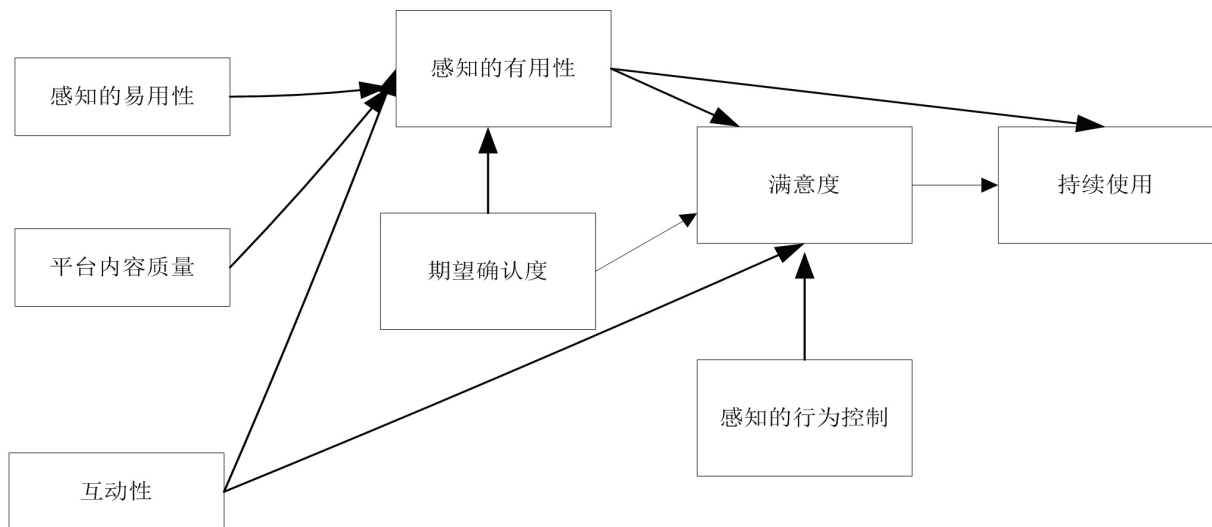 感知的易用性
感知的有用性
平台内容质量
期望确认度
满意度
持续使用
互动性
感知的行为控制